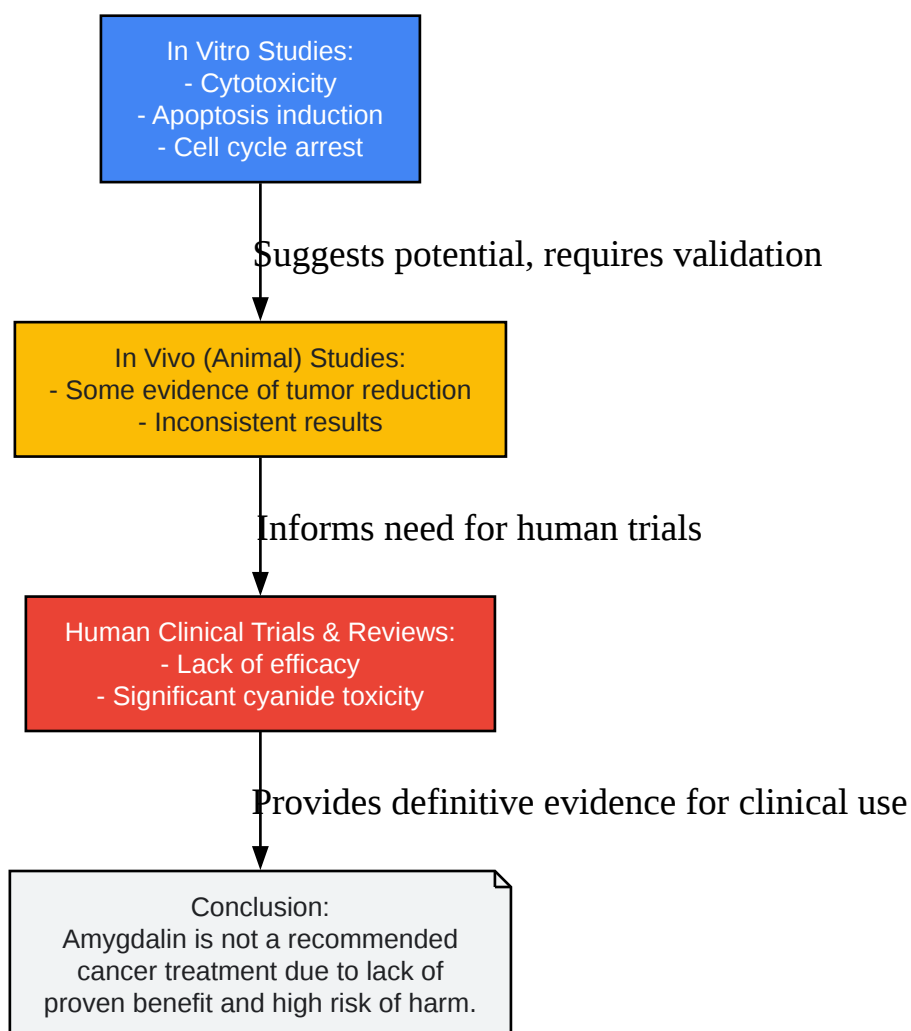 In Vitro Studies:
- Cytotoxicity
- Apoptosis induction
- Cell cycle arrest
Suggests potential, requires validation
In Vivo (Animal) Studies:
- Some evidence of tumor reduction
- Inconsistent results
Informs need for human trials
Human Clinical Trials & Reviews:
- Lack of efficacy
- Significant cyanide toxicity
Provides definitive evidence for clinical use
Conclusion:
Amygdalin is not a recommended
cancer treatment due to lack of
proven benefit and high risk of harm.